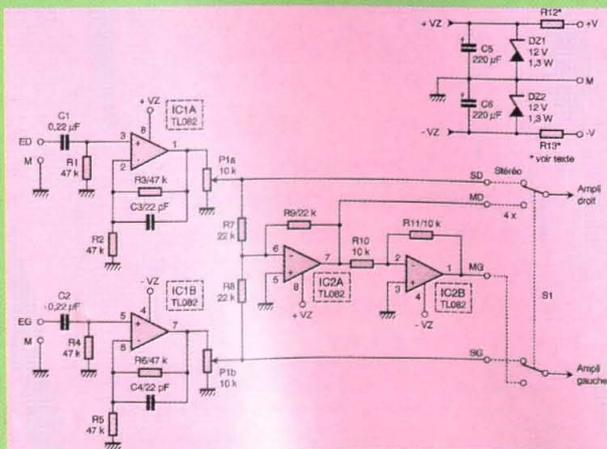 R12*
+VZ
+V
C5
220 µF
DZ1
12 V
1,3 W
M
C6
220 µF
DZ2
12 V
1,3 W
-VZ
-V
R13*
* voir texte
+ VZ
IC1A
TL082
C1
0,22 µF
ED
M
R1
47 k
3
8
1
2
+
-
P1a
10 k
R3/47 k
C3/22 pF
R2
47 k
Stéréo
SD
MD
4 x
Ampli
droit
R7
22 k
R9/22 k
R11/10 k
R10
10 k
6
5
7
8
-
+
IC2A
TL082
+ VZ
2
3
1
4
-
+
IC2B
TL082
- VZ
MG
S1
R8
22 k
- VZ
IC1B
TL082
C2
0,22 µF
EG
M
R4
47 k
5
4
7
6
+
-
P1b
10 k
R6/47 k
C4/22 pF
R5
47 k
SG
Ampli
gauche